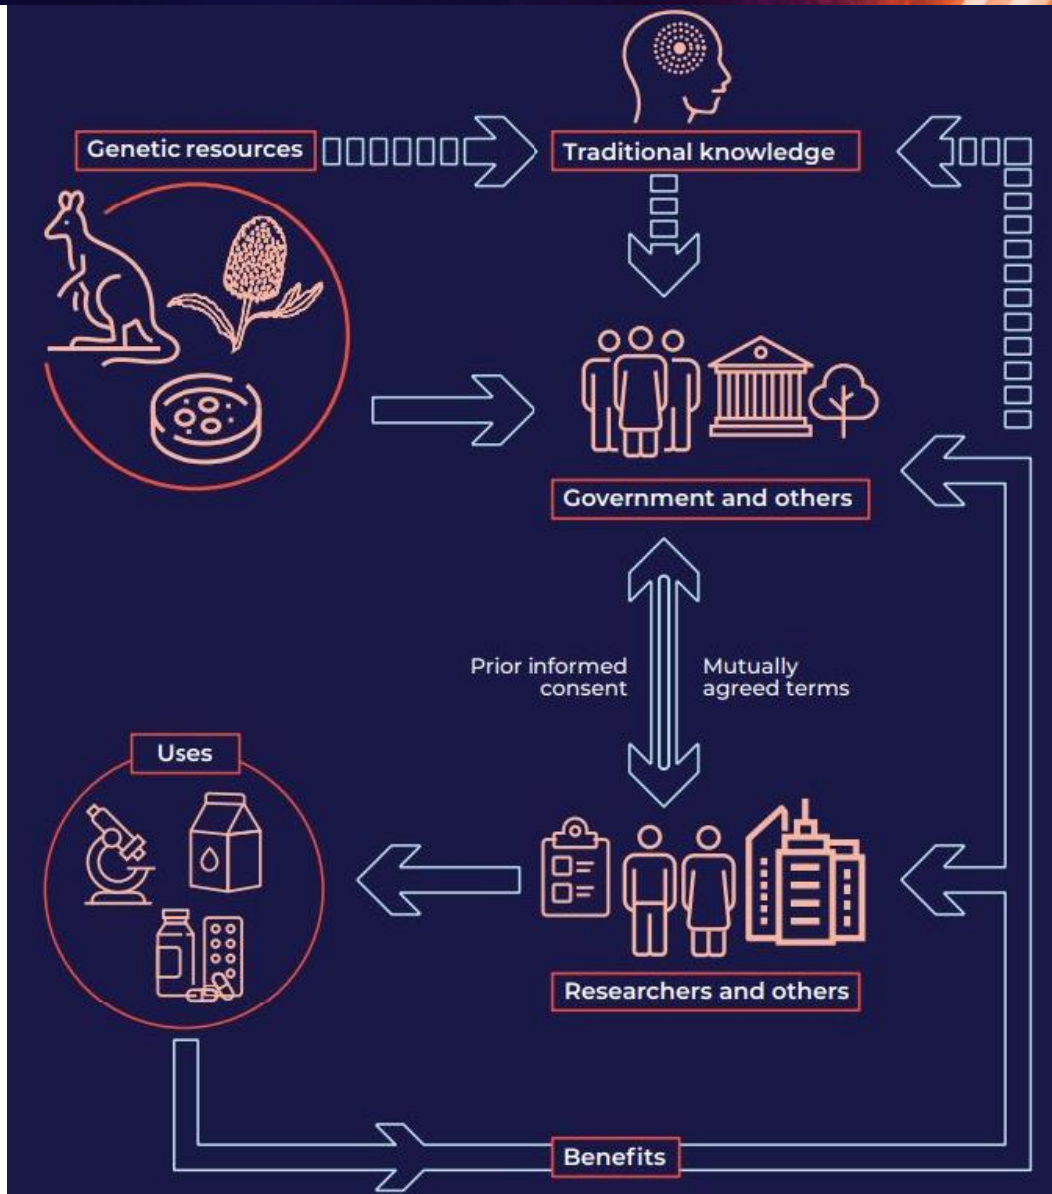 Genetic resources
Traditional knowledge
Government and others
Prior informed
consent
Mutually
agreed terms
Uses
Researchers and others
Benefits